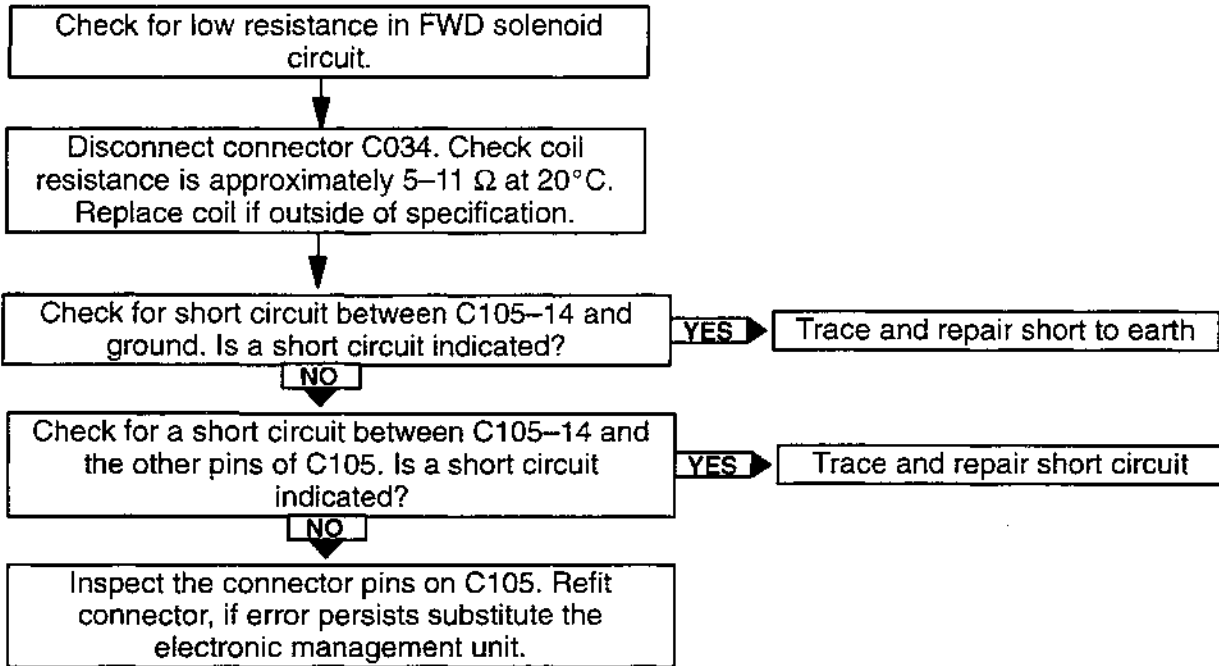 Check for low resistance in FWD solenoid
circuit.
Disconnect connector C034. Check coil
resistance is approximately 5–11 Ω at 20°C.
Replace coil if outside of specification.
Check for short circuit between C105–14 and
ground. Is a short circuit indicated?
YES
Trace and repair short to earth
NO
Check for a short circuit between C105–14 and
the other pins of C105. Is a short circuit
indicated?
YES
Trace and repair short circuit
NO
Inspect the connector pins on C105. Refit
connector, if error persists substitute the
electronic management unit.